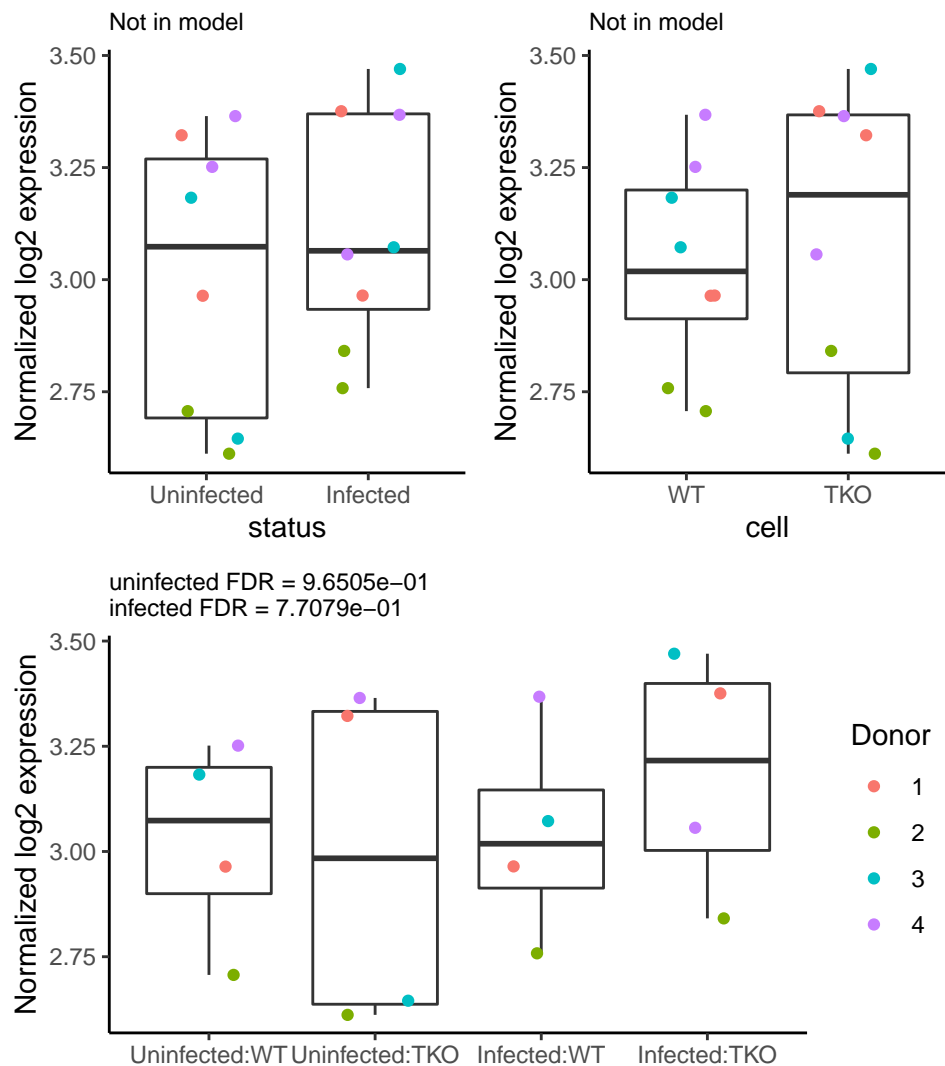 Not in model
Normalized log2 expression
3.50
3.25
3.00
2.75
Uninfected
Infected
status
Not in model
Normalized log2 expression
3.50
3.25
3.00
2.75
WT
TKO
cell
uninfected FDR = 9.6505e−01
infected FDR = 7.7079e−01
Normalized log2 expression
3.50
3.25
3.00
2.75
Uninfected:WT
Uninfected:TKO
Infected:WT
Infected:TKO
Donor
1
2
3
4